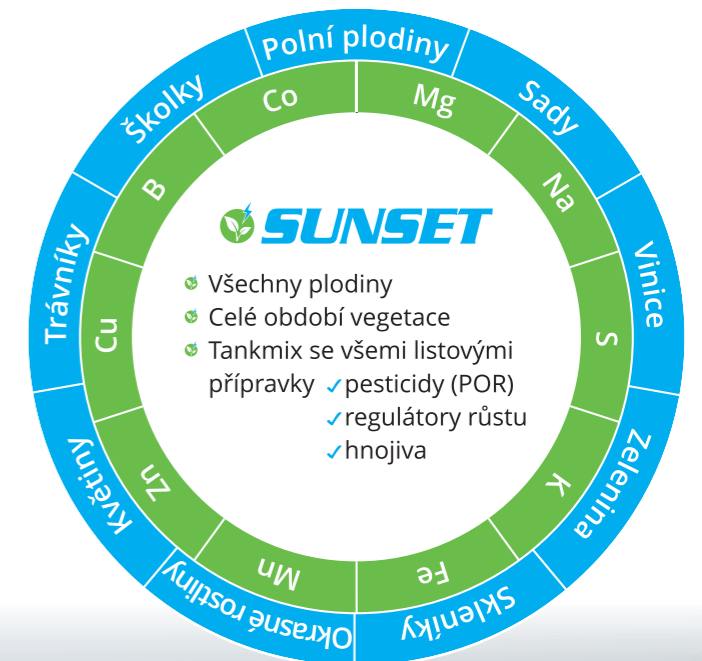 Polní plodiny
Sady
Vinice
Zelenina
Skleníky
Okrasné rostliny
Květiny
Trávníky
Školky
Co
Mg
Na
S
K
Fe
Mn
Zn
Cu
B
SUNSET
Všechny plodiny
Celé období vegetace
Tankmix se všemi listovými
přípravky ✓pesticidy (POR)
✓regulátory růstu
✓hnojiva